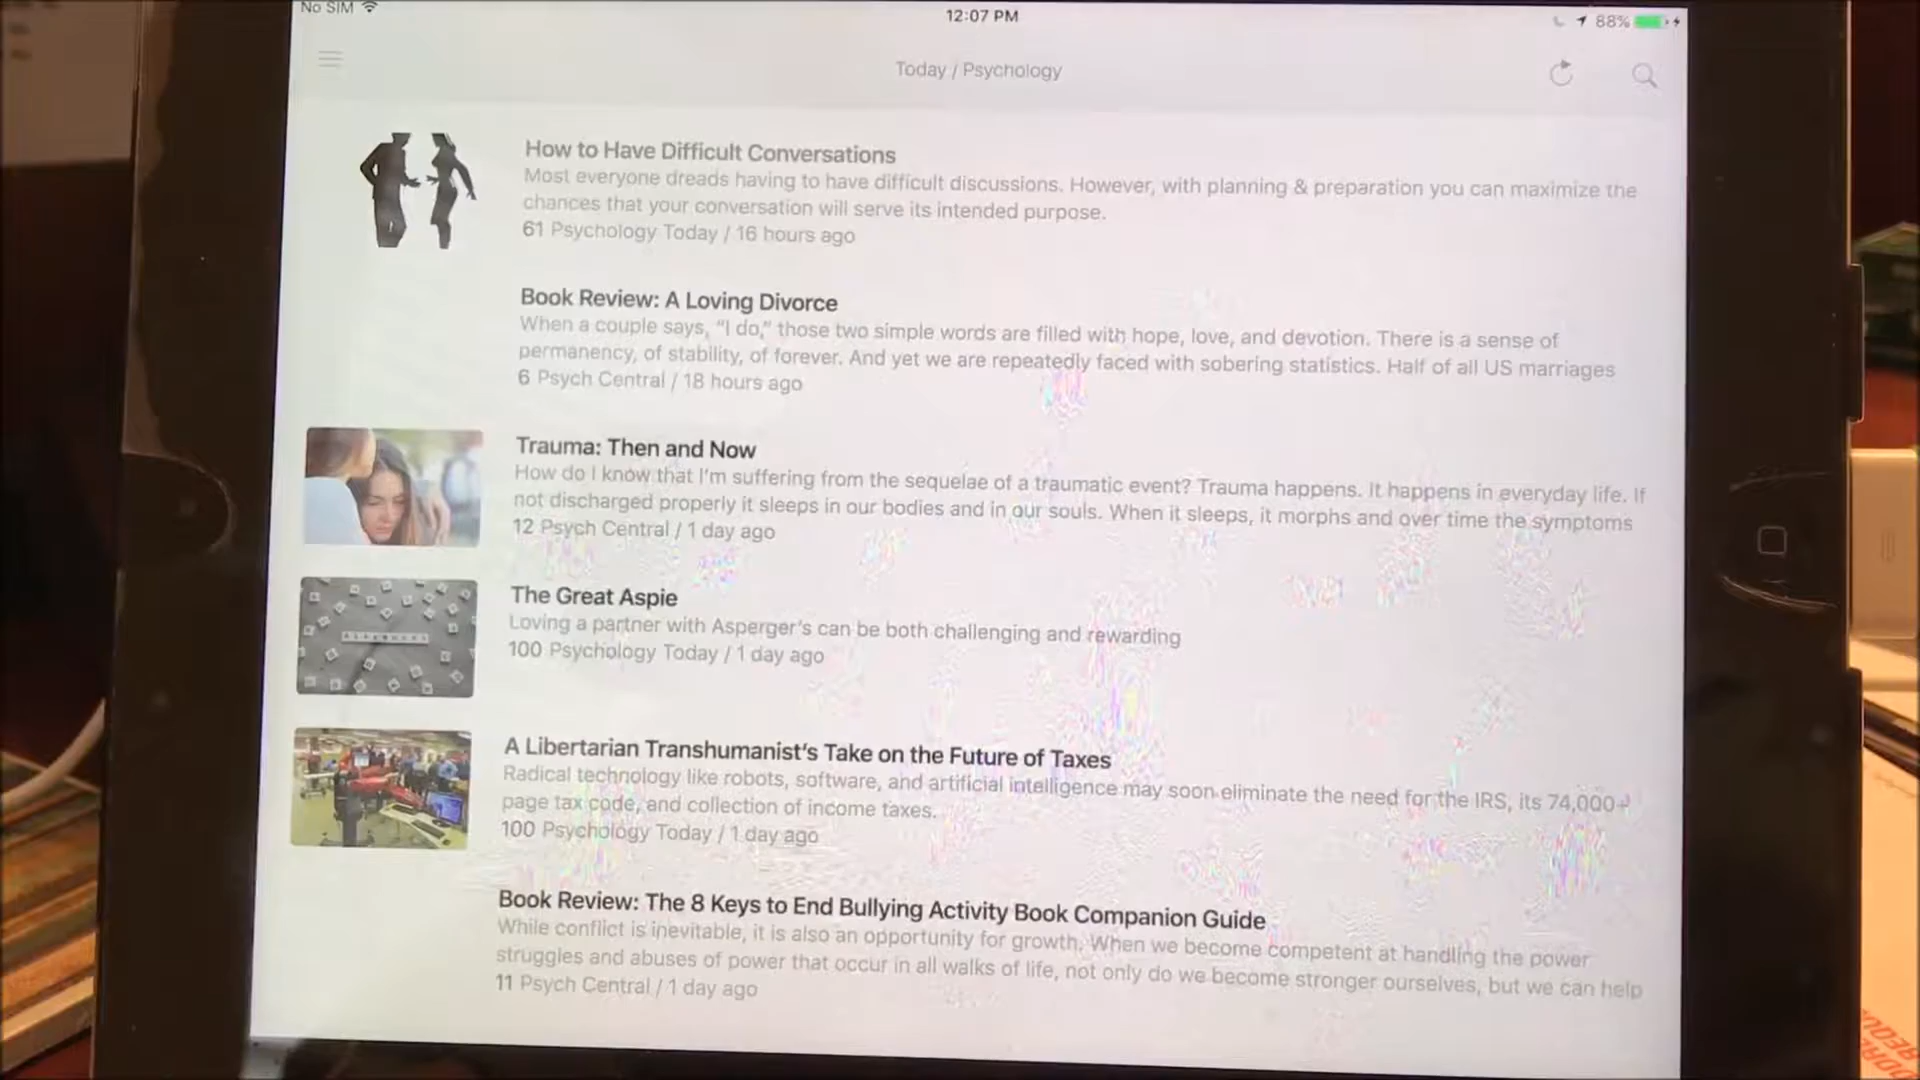 No SIM
12:07 PM
88%
Today / Psychology
How to Have Difficult Conversations
Most everyone dreads having to have difficult discussions. However, with planning & preparation you can maximize the
chances that your conversation will serve its intended purpose.
61 Psychology Today / 16 hours ago
Book Review: A Loving Divorce
When a couple says, “I do,” those two simple words are filled with hope, love, and devotion. There is a sense of
permanency, of stability, of forever. And yet we are repeatedly faced with sobering statistics. Half of all US marriages
6 Psych Central / 18 hours ago
Trauma: Then and Now
How do I know that I’m suffering from the sequelae of a traumatic event? Trauma happens. It happens in everyday life. If
not discharged properly it sleeps in our bodies and in our souls. When it sleeps, it morphs and over time the symptoms
12 Psych Central / 1 day ago
The Great Aspie
Loving a partner with Asperger’s can be both challenging and rewarding
100 Psychology Today / 1 day ago
A Libertarian Transhumanist’s Take on the Future of Taxes
Radical technology like robots, software, and artificial intelligence may soon eliminate the need for the IRS, its 74,000+
page tax code, and collection of income taxes.
100 Psychology Today / 1 day ago
Book Review: The 8 Keys to End Bullying Activity Book Companion Guide
While conflict is inevitable, it is also an opportunity for growth. When we become competent at handling the power
struggles and abuses of power that occur in all walks of life, not only do we become stronger ourselves, but we can help
11 Psych Central / 1 day ago